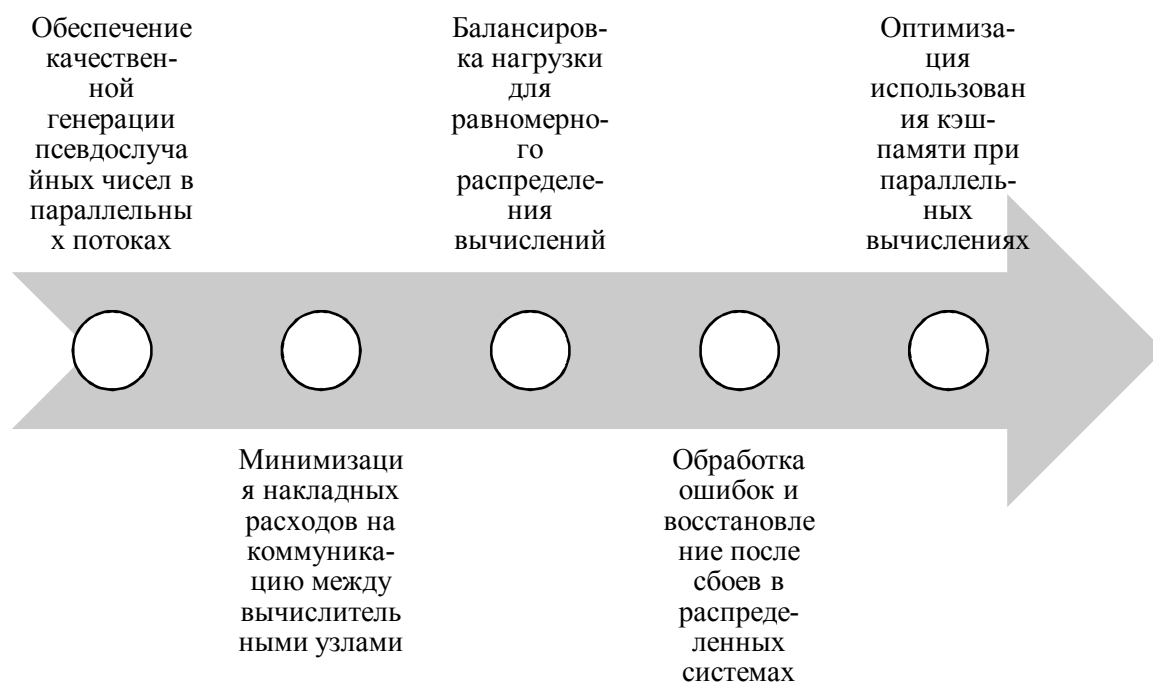 Обеспечение
качествен-
ной
генерации
псевдослуча
йных чисел в
параллельны
х потоках
Минимизаци
я накладных
расходов на
коммуника-
цию между
вычислитель
ными узлами
Балансиров-
ка нагрузки
для
равномерно-
го
распределе-
ния
вычислений
Обработка
ошибок и
восстановле
ние после
сбоев в
распреде-
ленных
системах
Оптимиза-
ция
использован
ия кэш-
памяти при
параллель-
ных
вычислениях